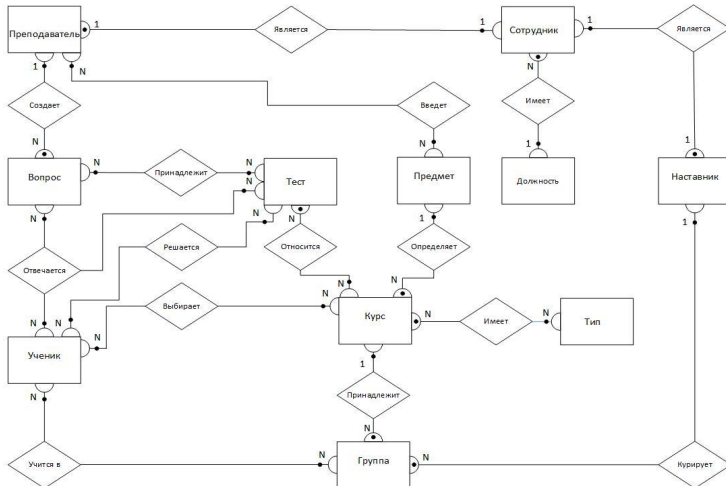 Преподаватель
1
Является
1
Сотрудник
1
Является
1
N
N
Создает
Введет
Имеет
N
N
1
1
Вопрос
N
Принадлежит
N
Тест
Предмет
Должность
Наставник
N
N
N
N
1
1
Отвечается
Решается
Относится
Определяет
N
N
N
N
Выбирает
N
N
Ученик
N
Курс
N
Имеет
N
Тип
N
1
Принадлежит
N
Учится в
N
Группа
N
Курирует